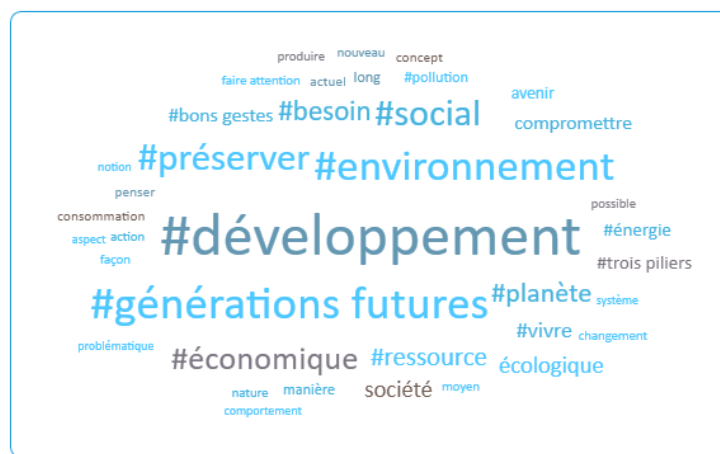 produire nouveau concept
faire attention actuel long #pollution
avenir
#bons gestes #besoin #social compromettre
#préserver #environnement
notion
penser
possible
consommation
#développement #énergie
aspect action
façon #trois piliers
#générations futures #planète système
#vivre changement
problématique
#économique #ressource écologique
nature manière société moyen
comportement